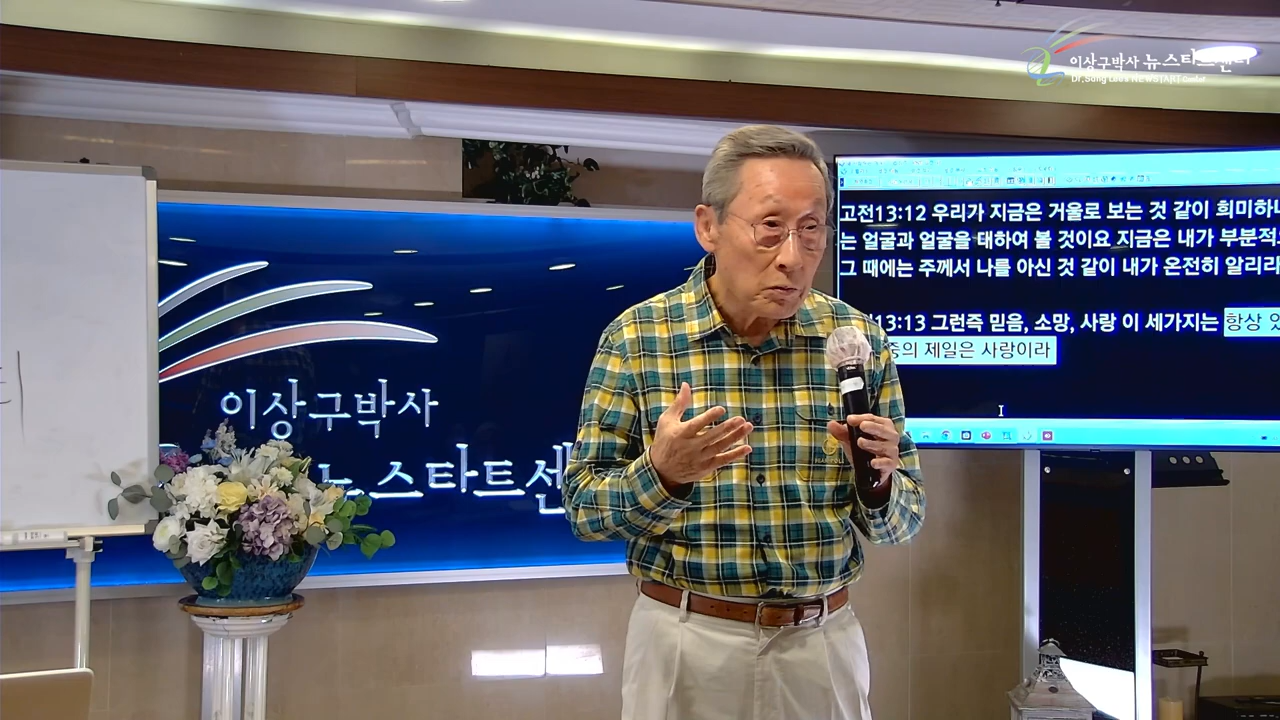 이상구박사 뉴스타트센터
Dr. Sang Lee's NEWSTART Center
고전13:12 우리가 지금은 거울로 보는 것 같이 희미하나
는 얼굴과 얼굴을 대하여 볼 것이요 지금은 내가 부분적
그 때에는 주께서 나를 아신 것 같이 내가 온전히 알리라
13:13 그런즉 믿음, 소망, 사랑 이 세가지는 항상
중의 제일은 사랑이라
이상구박사
뉴스타트센